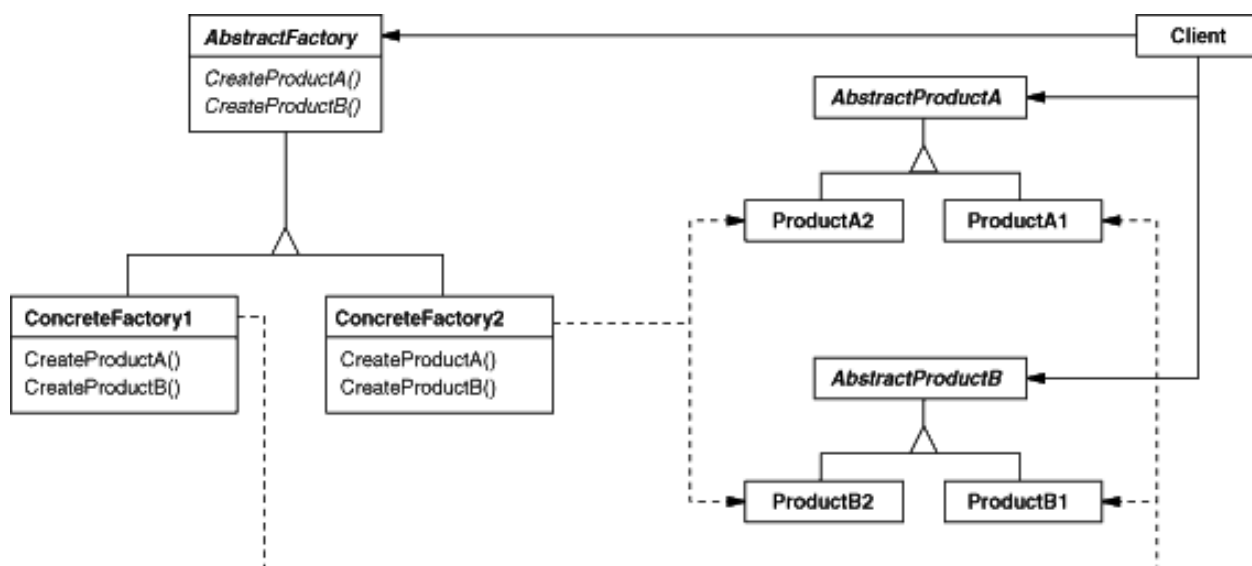 AbstractFactory
CreateProductA()
CreateProductB()
Client
AbstractProductA
ProductA2
ProductA1
ConcreteFactory1
CreateProductA()
CreateProductB()
ConcreteFactory2
CreateProductA()
CreateProductB()
AbstractProductB
ProductB2
ProductB1